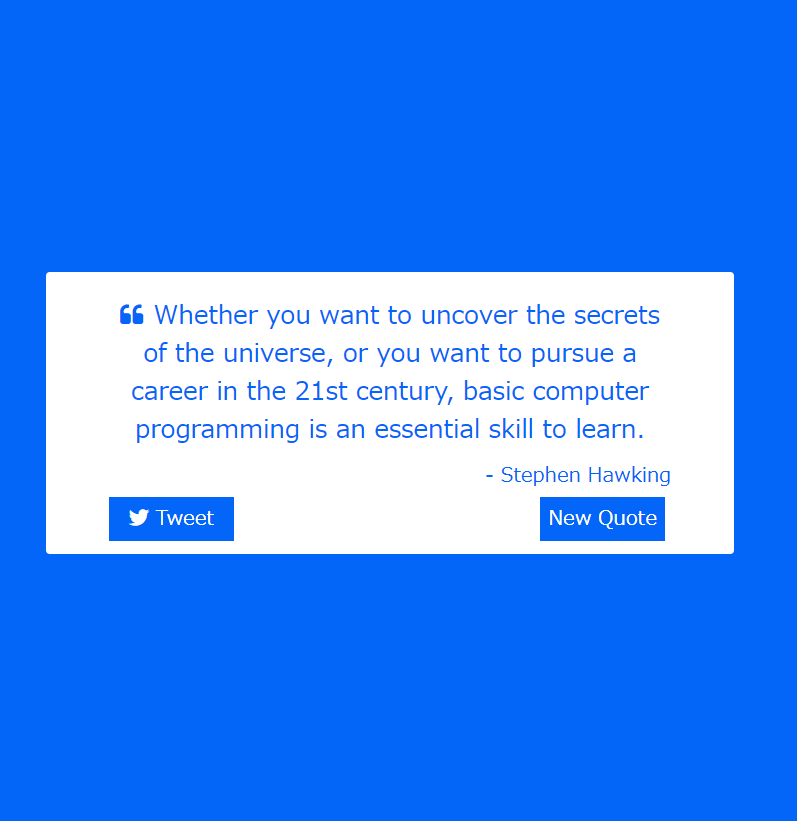 Whether you want to uncover the secrets
of the universe, or you want to pursue a
career in the 21st century, basic computer
programming is an essential skill to learn.
- Stephen Hawking
Tweet
New Quote